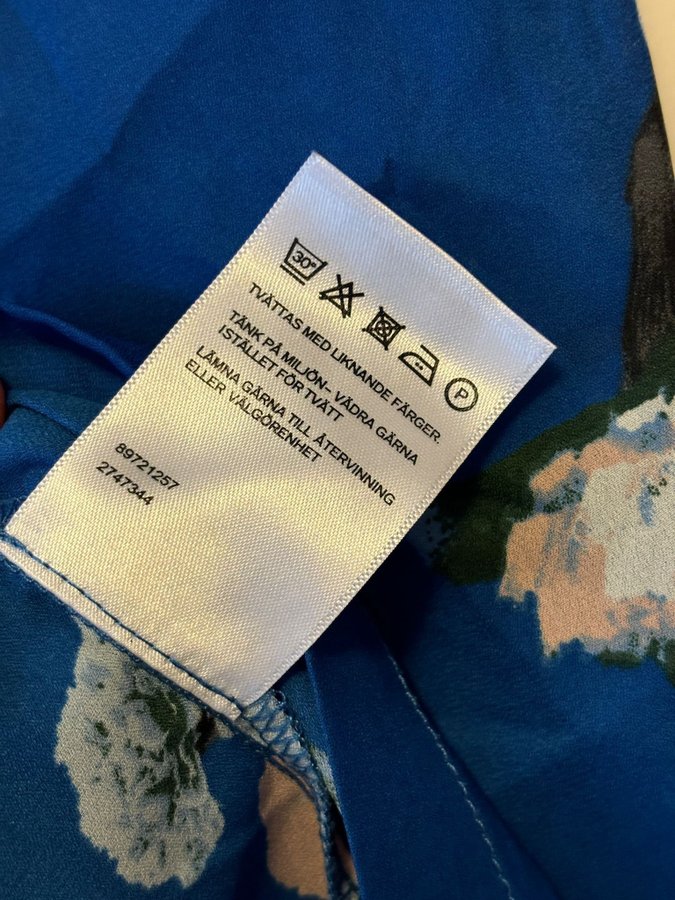 30°
P
TVÄTTAS MED LIKNANDE FÄRGER.
TÄNK PÅ MILJÖN- VÄDRA GÄRNA
ISTÄLLET FÖR TVÄTT
LÄMNA GÄRNA TILL ÅTERVINNING
ELLER VÄLGÖRENHET
89721257
2747344